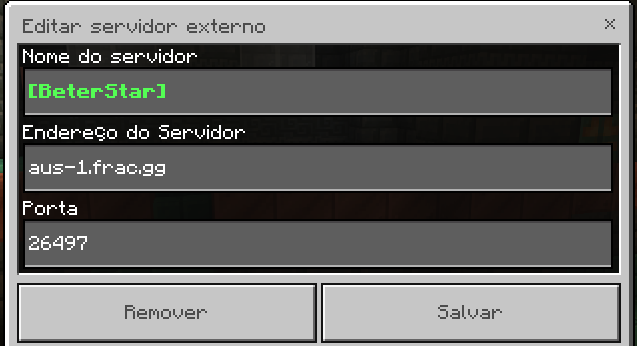 Editar servidor externo
×
Nome do servidor
[BeterStar]
Endereço do Servidor
aus-1.frac.gg
Porta
26497
Remover
Salvar